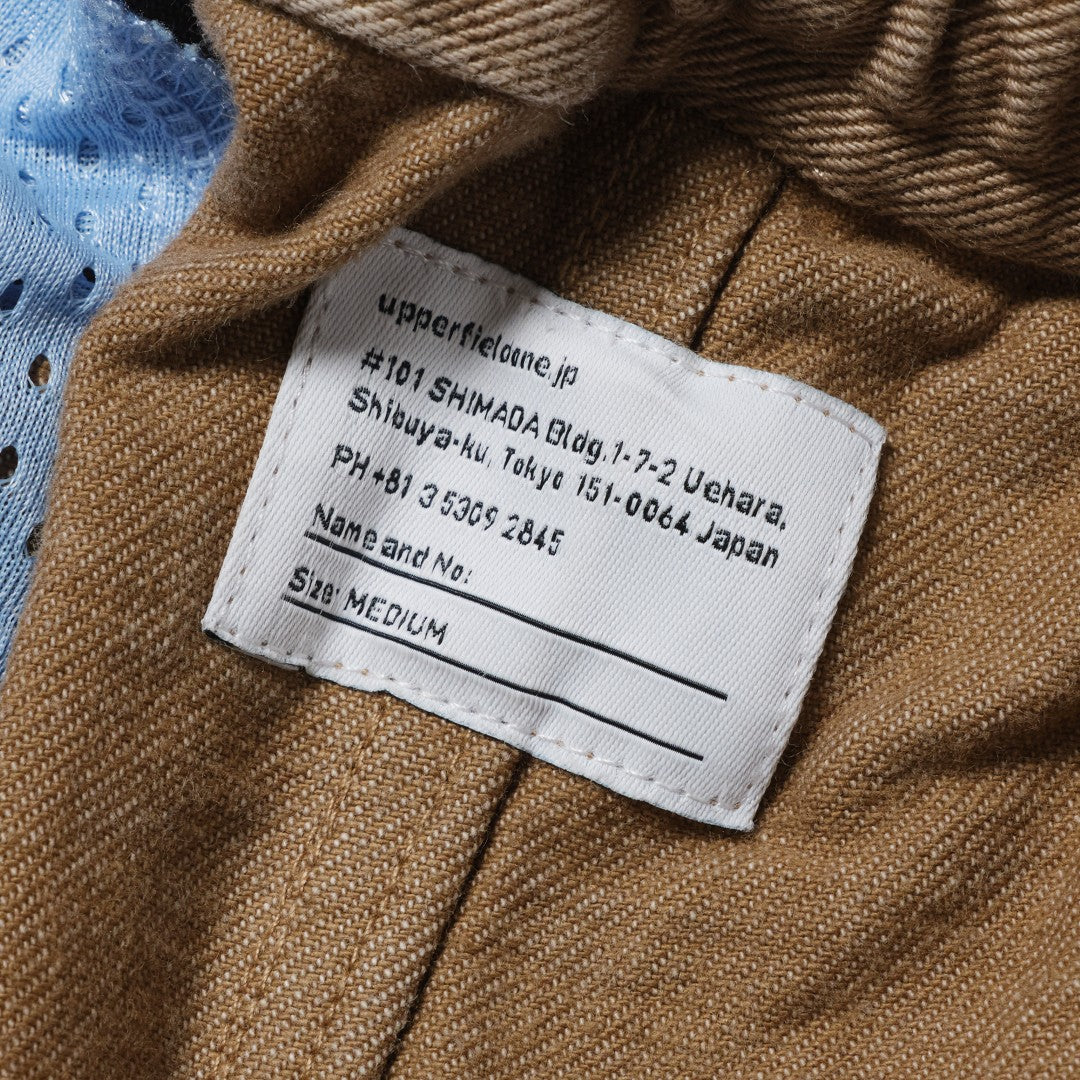 upperfieldone.jp
#101 SHIMADA Bldg.1-7-2 Uehara,
Shibuya-ku, Tokyo 151-0064 Japan
PH +81 3 5309 2845
Name and No:
Size: MEDIUM